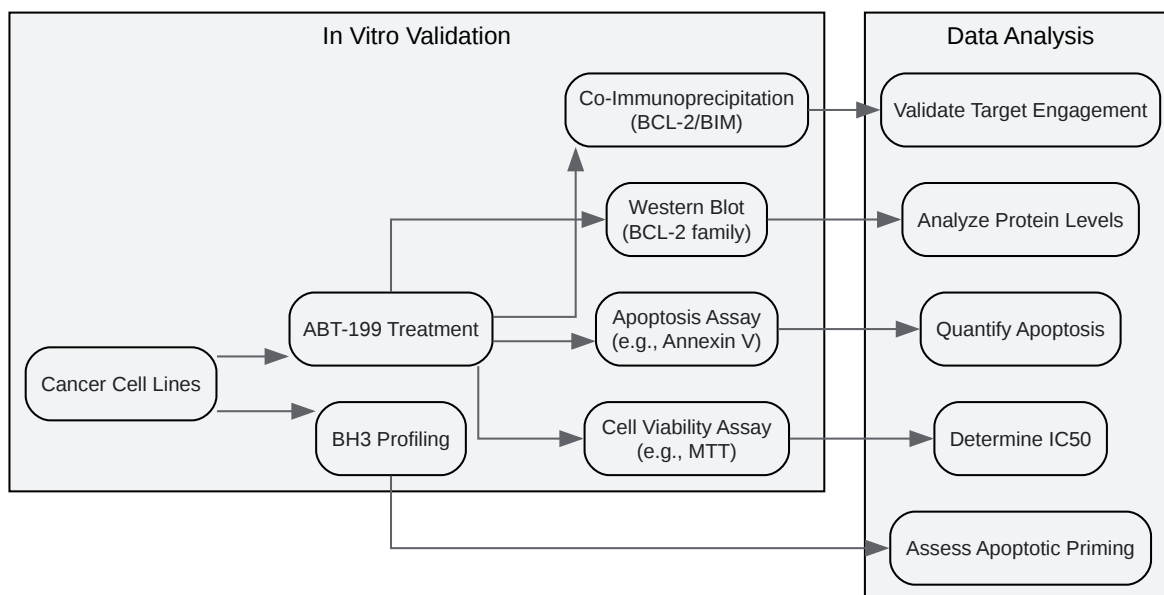 In Vitro Validation
Data Analysis
Co-Immunoprecipitation
(BCL-2/BIM)
Validate Target Engagement
Western Blot
(BCL-2 family)
Analyze Protein Levels
ABT-199 Treatment
Apoptosis Assay
(e.g., Annexin V)
Quantify Apoptosis
Cancer Cell Lines
BH3 Profiling
Cell Viability Assay
(e.g., MTT)
Determine IC50
Assess Apoptotic Priming